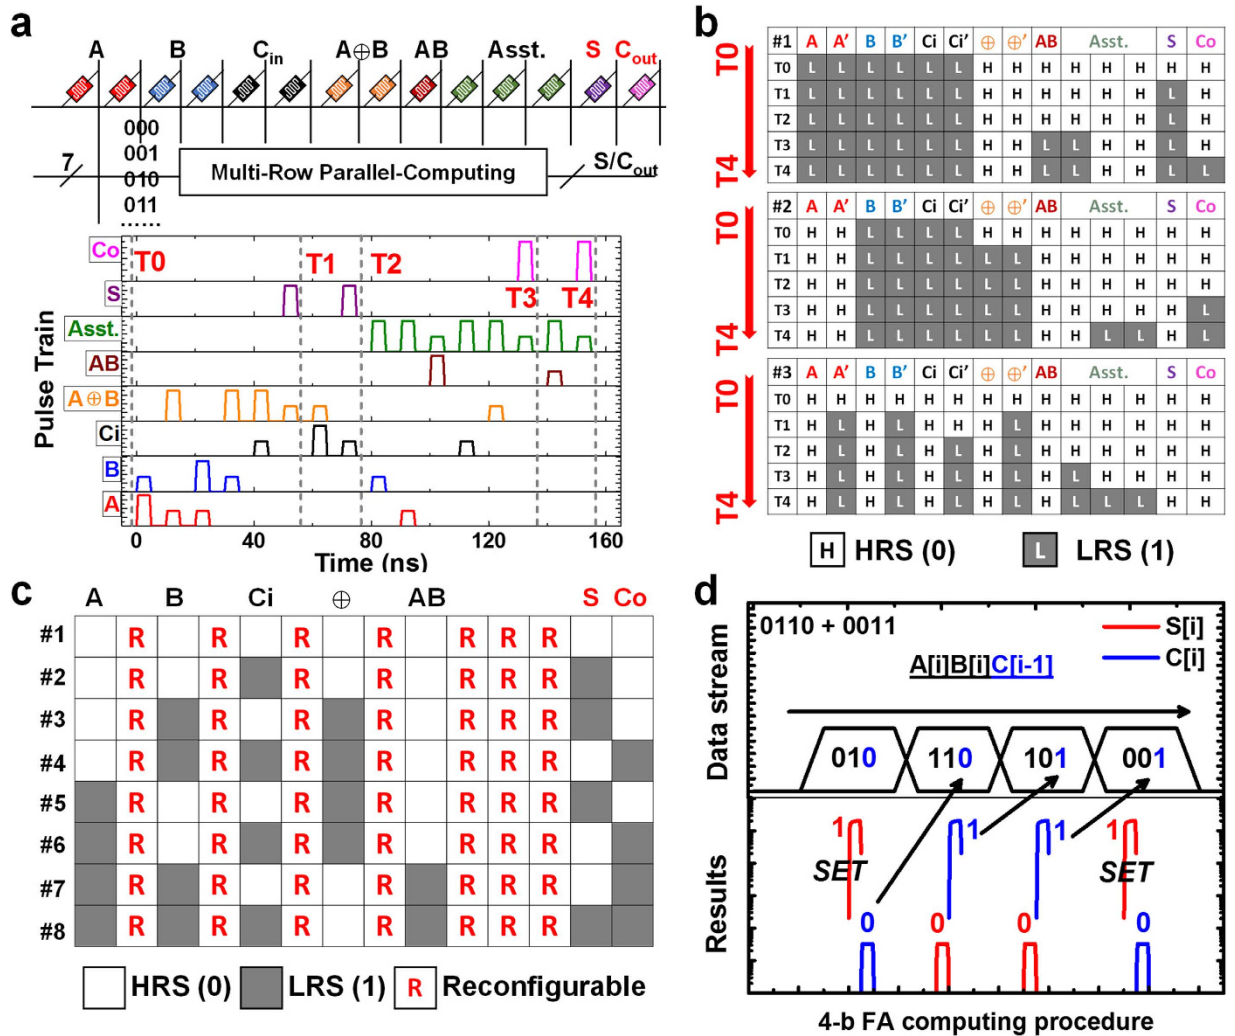 a
A B Cin A⊕B AB Asst. S Cout
000
001
010
011
......
7
Multi-Row Parallel-Computing
S/Cout
Pulse Train
Co
S
Asst.
AB
A⊕B
Ci
B
A
T0 T1 T2
T3 T4
0 40 80 120 160
Time (ns)
b
T0
T4
#1 A A’ B B’ Ci Ci’ ⊕ ⊕’ AB Asst. S Co
T0 L L L L L L H H H H H H H H
T1 L L L L L L H H H H H H L H
T2 L L L L L L H H H H H H L H
T3 L L L L L L H H L L H H L H
T4 L L L L L L H H L L H H L L
T0
T4
#2 A A’ B B’ Ci Ci’ ⊕ ⊕’ AB Asst. S Co
T0 H H L L L L H H H H H H H H
T1 H H L L L L L L H H H H H H
T2 H H L L L L L L H H H H H H
T3 H H L L L L L L H H H H H L
T4 H H L L L L L L H H L L H L
T0
T4
#3 A A’ B B’ Ci Ci’ ⊕ ⊕’ AB Asst. S Co
T0 H H H H H H H H H H H H H H
T1 H L H L H H H L H H H H H H
T2 H L H L H L H L H H H H H H
T3 H L H L H L H L H L H H H H
T4 H L H L H L H L H L L L H H
H HRS (0) L LRS (1)
c
A B Ci ⊕ AB S Co
#1 R R R R R R R
#2 R R R R R R R
#3 R R R R R R R
#4 R R R R R R R
#5 R R R R R R R
#6 R R R R R R R
#7 R R R R R R R
#8 R R R R R R R
HRS (0) LRS (1) R Reconfigurable
d
Data stream
0110 + 0011
S[i]
C[i]
A[i]B[i]C[i-1]
010 110 101 001
Results
1 1 1 1
SET SET
0 0 0 0
4-b FA computing procedure